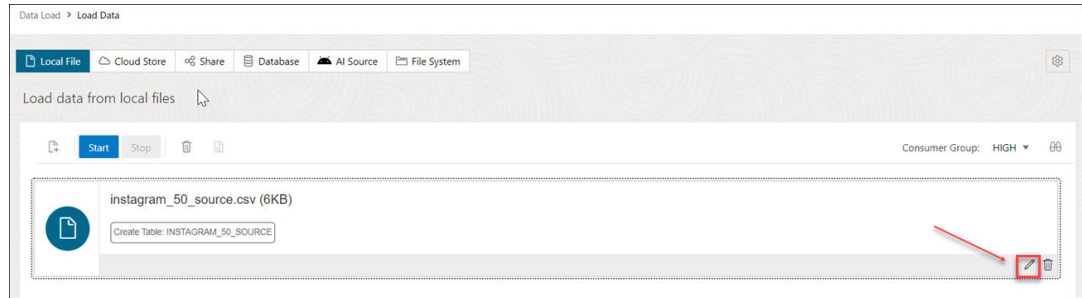 Data Load > Load Data
Local File Cloud Store Share Database AI Source File System
Load data from local files
Start Stop Consumer Group: HIGH
instagram_50_source.csv (6KB)
Create Table: INSTAGRAM_50_SOURCE